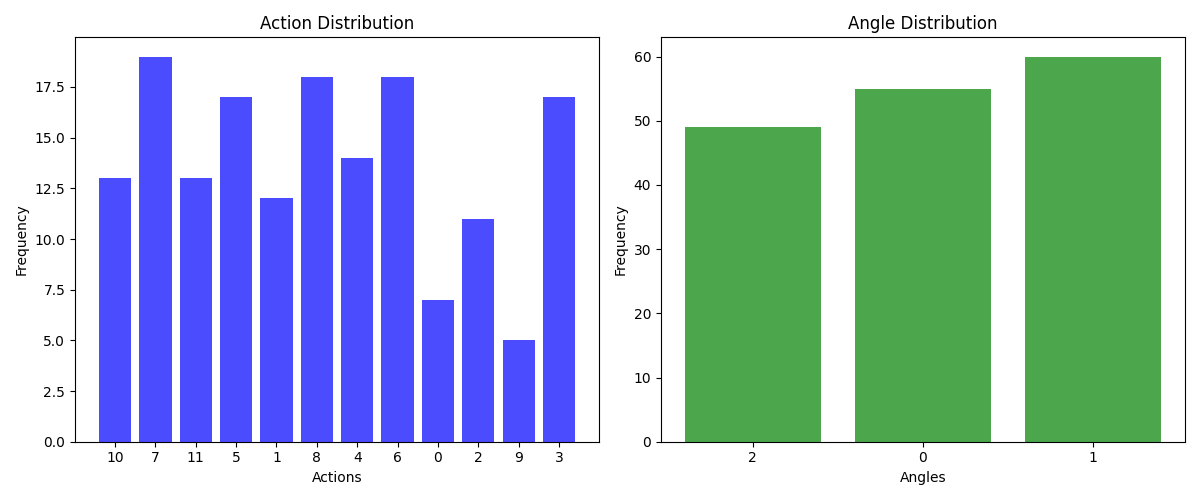 Action Distribution
Frequency
17.5
15.0
12.5
10.0
7.5
5.0
2.5
0.0
10 7 11 5 1 8 4 6 0 2 9 3
Actions
Angle Distribution
Frequency
60
50
40
30
20
10
0
2 0 1
Angles